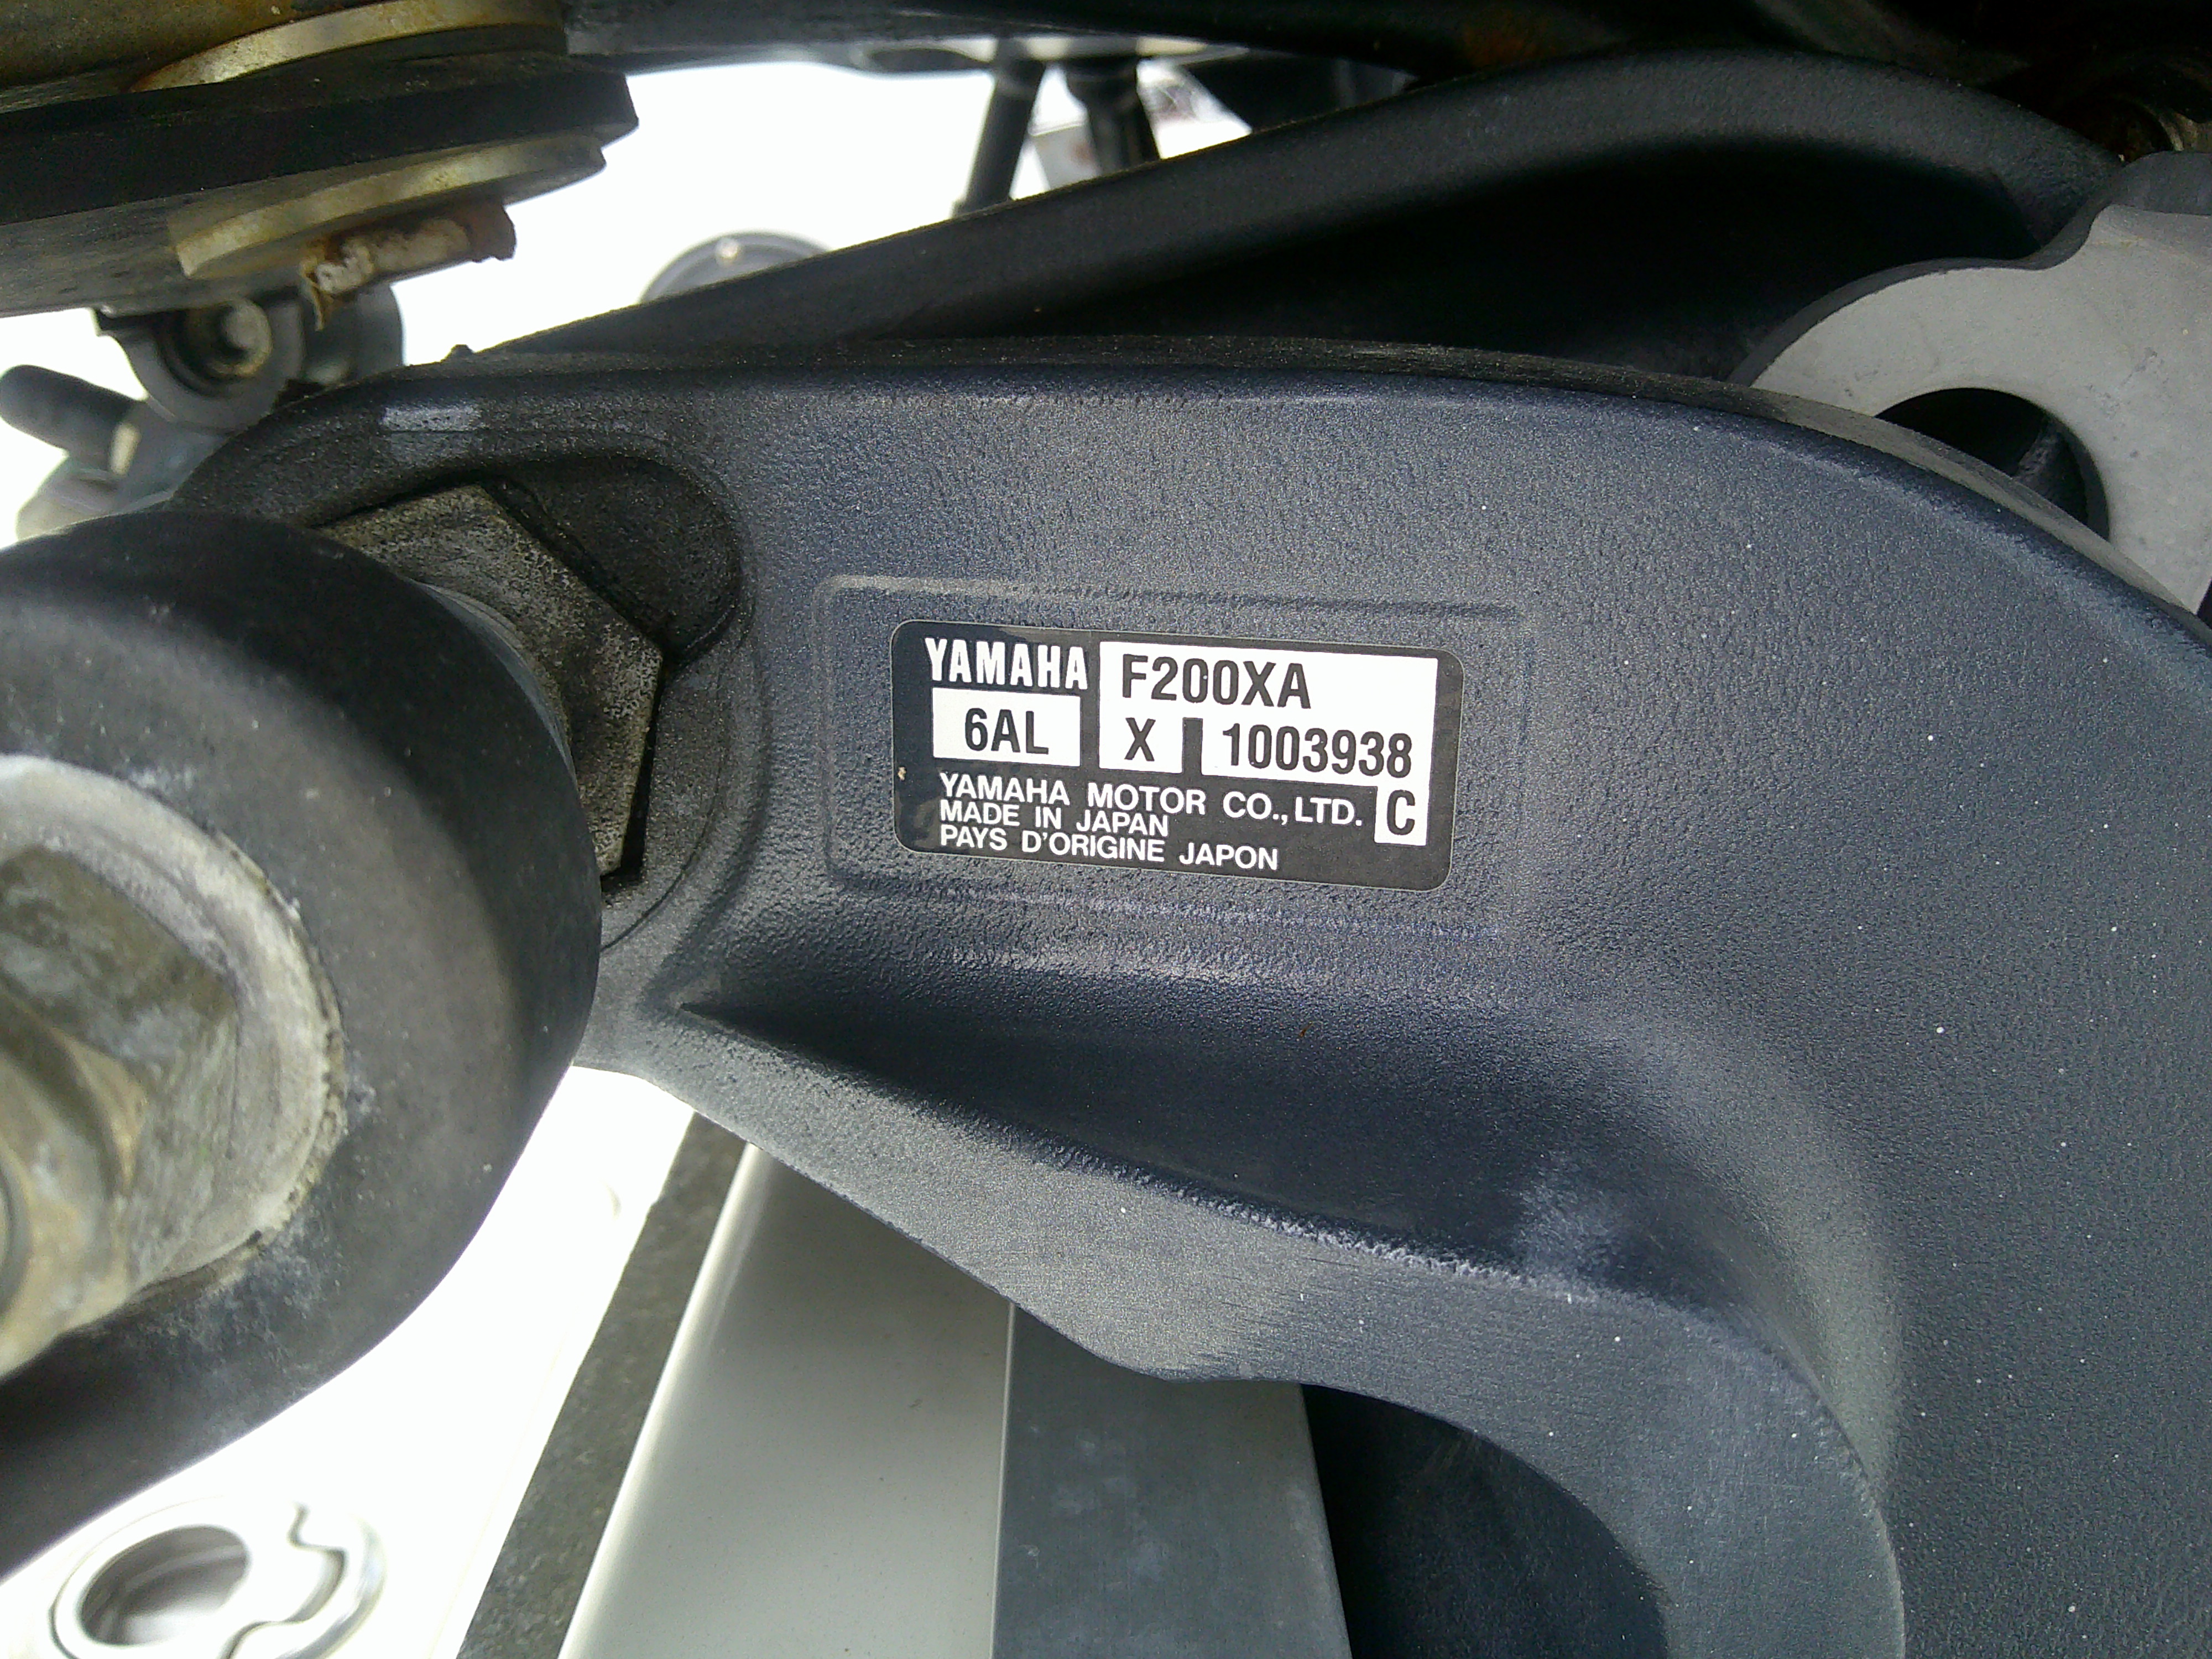 YAMAHA F200XA
6AL X 1003938
YAMAHA MOTOR CO., LTD. C
MADE IN JAPAN
PAYS D'ORIGINE JAPON